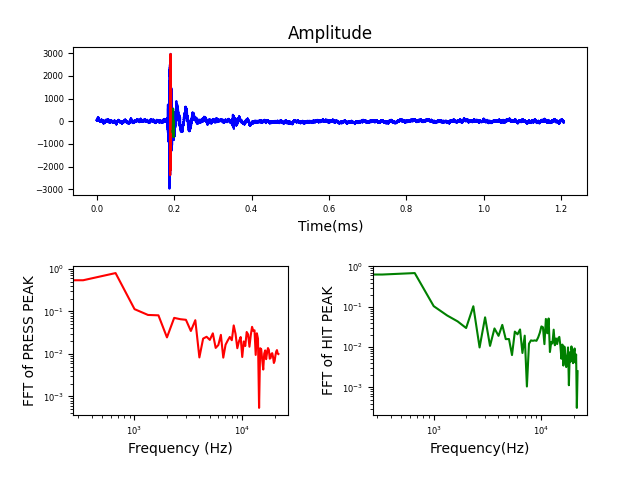 Amplitude
3000
2000
1000
0
−1000
−2000
−3000
0.0 0.2 0.4 0.6 0.8 1.0 1.2
Time(ms)
FFT of PRESS PEAK
10⁰
10⁻¹
10⁻²
10⁻³
10³ 10⁴
Frequency (Hz)
FFT of HIT PEAK
10⁰
10⁻¹
10⁻²
10⁻³
10³ 10⁴
Frequency(Hz)